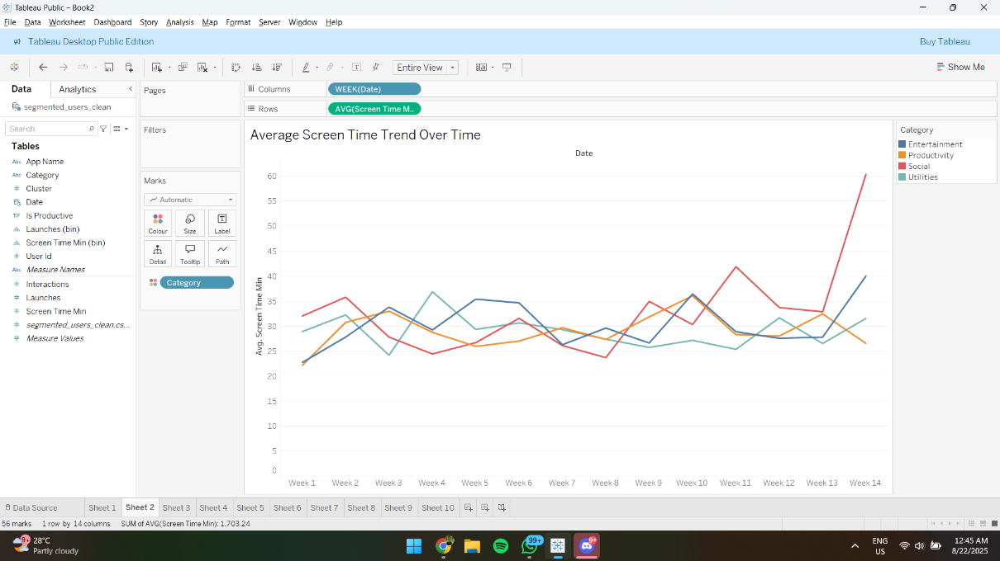 Tableau Public – Book2
File Data Worksheet Dashboard Story Analysis Map Format Server Window Help
Tableau Desktop Public Edition
Buy Tableau
Entire View
Show Me
Data
Analytics
segmented_users_clean
Search
Tables
Abc App Name
Abc Category
# Cluster
Date
T|F Is Productive
Launches (bin)
Screen Time Min (bin)
# User Id
Abc Measure Names
# Interactions
# Launches
# Screen Time Min
# segmented_users_clean.cs...
# Measure Values
Pages
Filters
Marks
Automatic
Colour
Size
Label
Detail
Tooltip
Path
Category
Columns
WEEK(Date)
Rows
AVG(Screen Time M..
Average Screen Time Trend Over Time
Date
Avg. Screen Time Min
60
55
50
45
40
35
30
25
20
15
10
5
0
Week 1 Week 2 Week 3 Week 4 Week 5 Week 6 Week 7 Week 8 Week 9 Week 10 Week 11 Week 12 Week 13 Week 14
Category
Entertainment
Productivity
Social
Utilities
Data Source
Sheet 1 Sheet 2 Sheet 3 Sheet 4 Sheet 5 Sheet 6 Sheet 7 Sheet 8 Sheet 9 Sheet 10
56 marks 1 row by 14 columns SUM of AVG(Screen Time Min): 1.703.24
9+
28°C
Partly cloudy
99+
9+
ENG
US
12:45 AM
8/22/2025